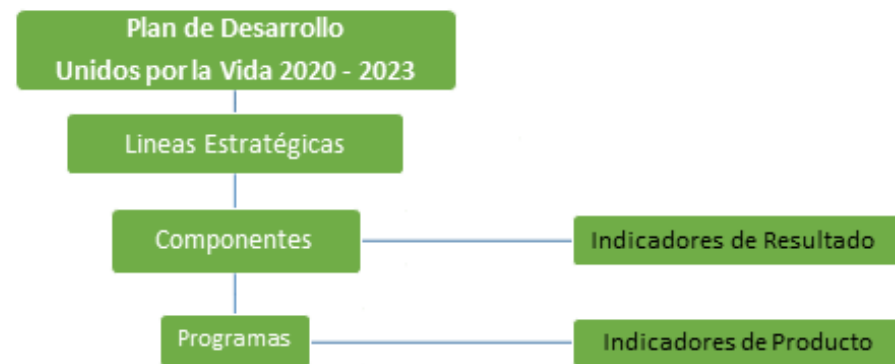 Plan de Desarrollo
Unidos por la Vida 2020 - 2023
Lineas Estratégicas
Componentes
Indicadores de Resultado
Programas
Indicadores de Producto